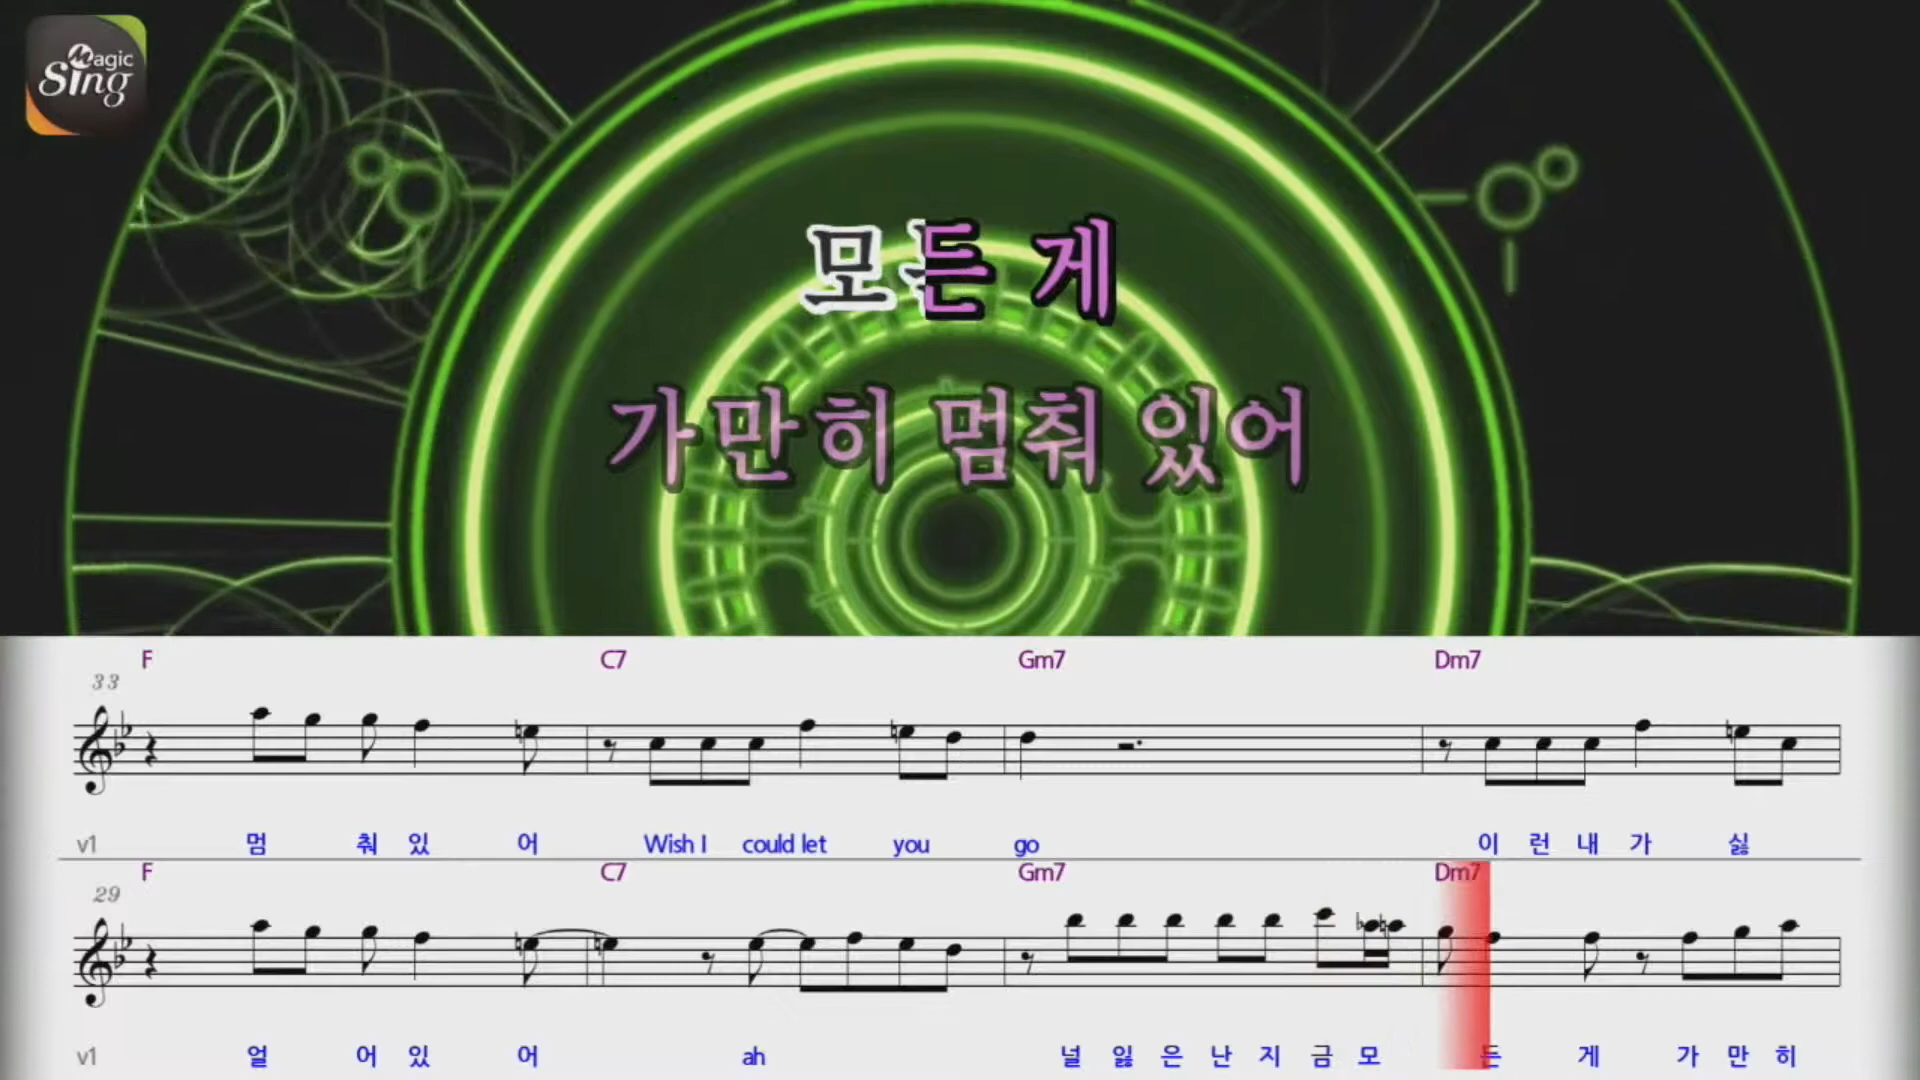 Magic
Sing
모든 게
가만히 멈춰 있어
F C7 Gm7 Dm7
33
v1 멈 춰 있 어 Wish I could let you go 이 런 내 가 싫
F C7 Gm7 Dm7
29
v1 얼 어 있 어 ah 널 잃 은 난 지 금 모 든 게 가 만 히